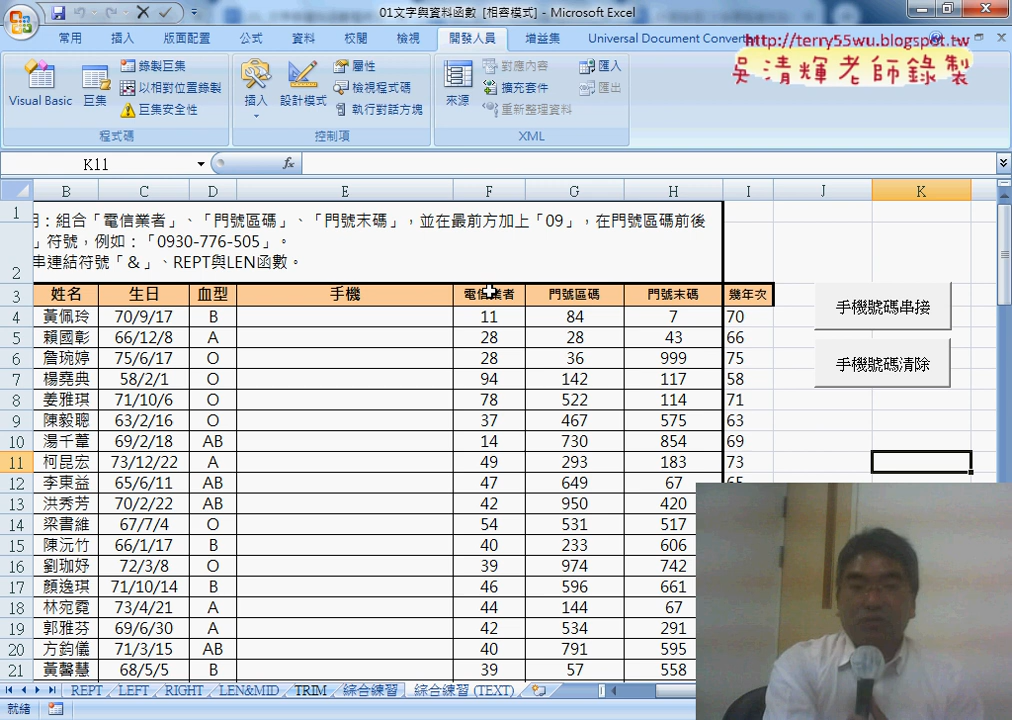 01文字與資料函數 [相容模式] - Microsoft Excel
常用 插入 版面配置 公式 資料 校閱 檢視 開發人員 增益集 Universal Document Converter
http://terry55wu.blogspot.tw
吳清輝老師錄製
Visual Basic 巨集 錄製巨集 以相對位置錄製 巨集安全性
插入 設計模式 屬性 檢視程式碼 執行對話方塊
來源 對應內容 擴充套件 重新整理資料 匯入 匯出
程式碼 控制項 XML
K11 fx
B C D E F G H I J K
1 月：組合「電信業者」、「門號區碼」、「門號末碼」，並在最前方加上「09」，在門號區碼前後
」符號，例如：「0930-776-505」。
2 串連結符號「＆」、REPT與LEN函數。
3 姓名 生日 血型 手機 電信業者 門號區碼 門號末碼 幾年次
手機號碼串接
手機號碼清除
4 黃佩玲 70/9/17 B 11 84 7 70
5 賴國彰 66/12/8 A 28 28 43 66
6 詹琬婷 75/6/17 O 28 36 999 75
7 楊堯典 58/2/1 O 94 142 117 58
8 姜雅琪 71/10/6 O 78 522 114 71
9 陳毅聰 63/2/16 O 37 467 575 63
10 湯千葦 69/2/18 AB 14 730 854 69
11 柯昆宏 73/12/22 A 49 293 183 73
12 李東益 65/6/11 AB 47 649 67
13 洪秀芳 70/2/22 AB 42 950 420
14 梁書維 67/7/4 O 54 531 517
15 陳沅竹 66/1/17 B 40 233 606
16 劉珈妤 72/3/8 O 39 974 742
17 顏逸琪 71/10/14 B 46 596 661
18 林宛霓 73/4/21 A 44 144 67
19 郭雅芬 69/6/30 A 42 534 291
20 方鈞儀 71/3/15 AB 40 791 595
21 黃馨慧 68/5/5 B 39 57 558
REPT LEFT RIGHT LEN&MID TRIM 綜合練習 綜合練習 (TEXT)
就緒